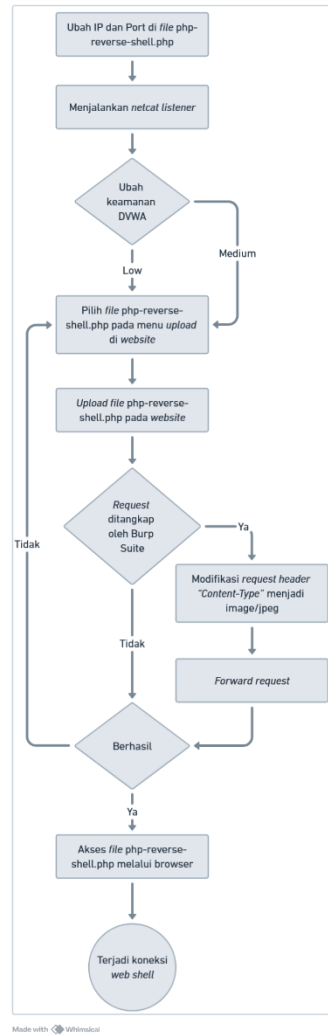 Ubah IP dan Port di file php-
reverse-shell.php
Menjalankan netcat listener
Ubah
keamanan
DVWA
Medium
Low
Pilih file php-reverse-
shell.php pada menu upload
di website
Upload file php-reverse-
shell.php pada website
Request
ditangkap
oleh Burp
Suite
Ya
Tidak
Modifikasi request header
"Content-Type" menjadi
image/jpeg
Tidak
Forward request
Berhasil
Ya
Akses file php-reverse-
shell.php melalui browser
Terjadi koneksi
web shell
Made with Whimsical